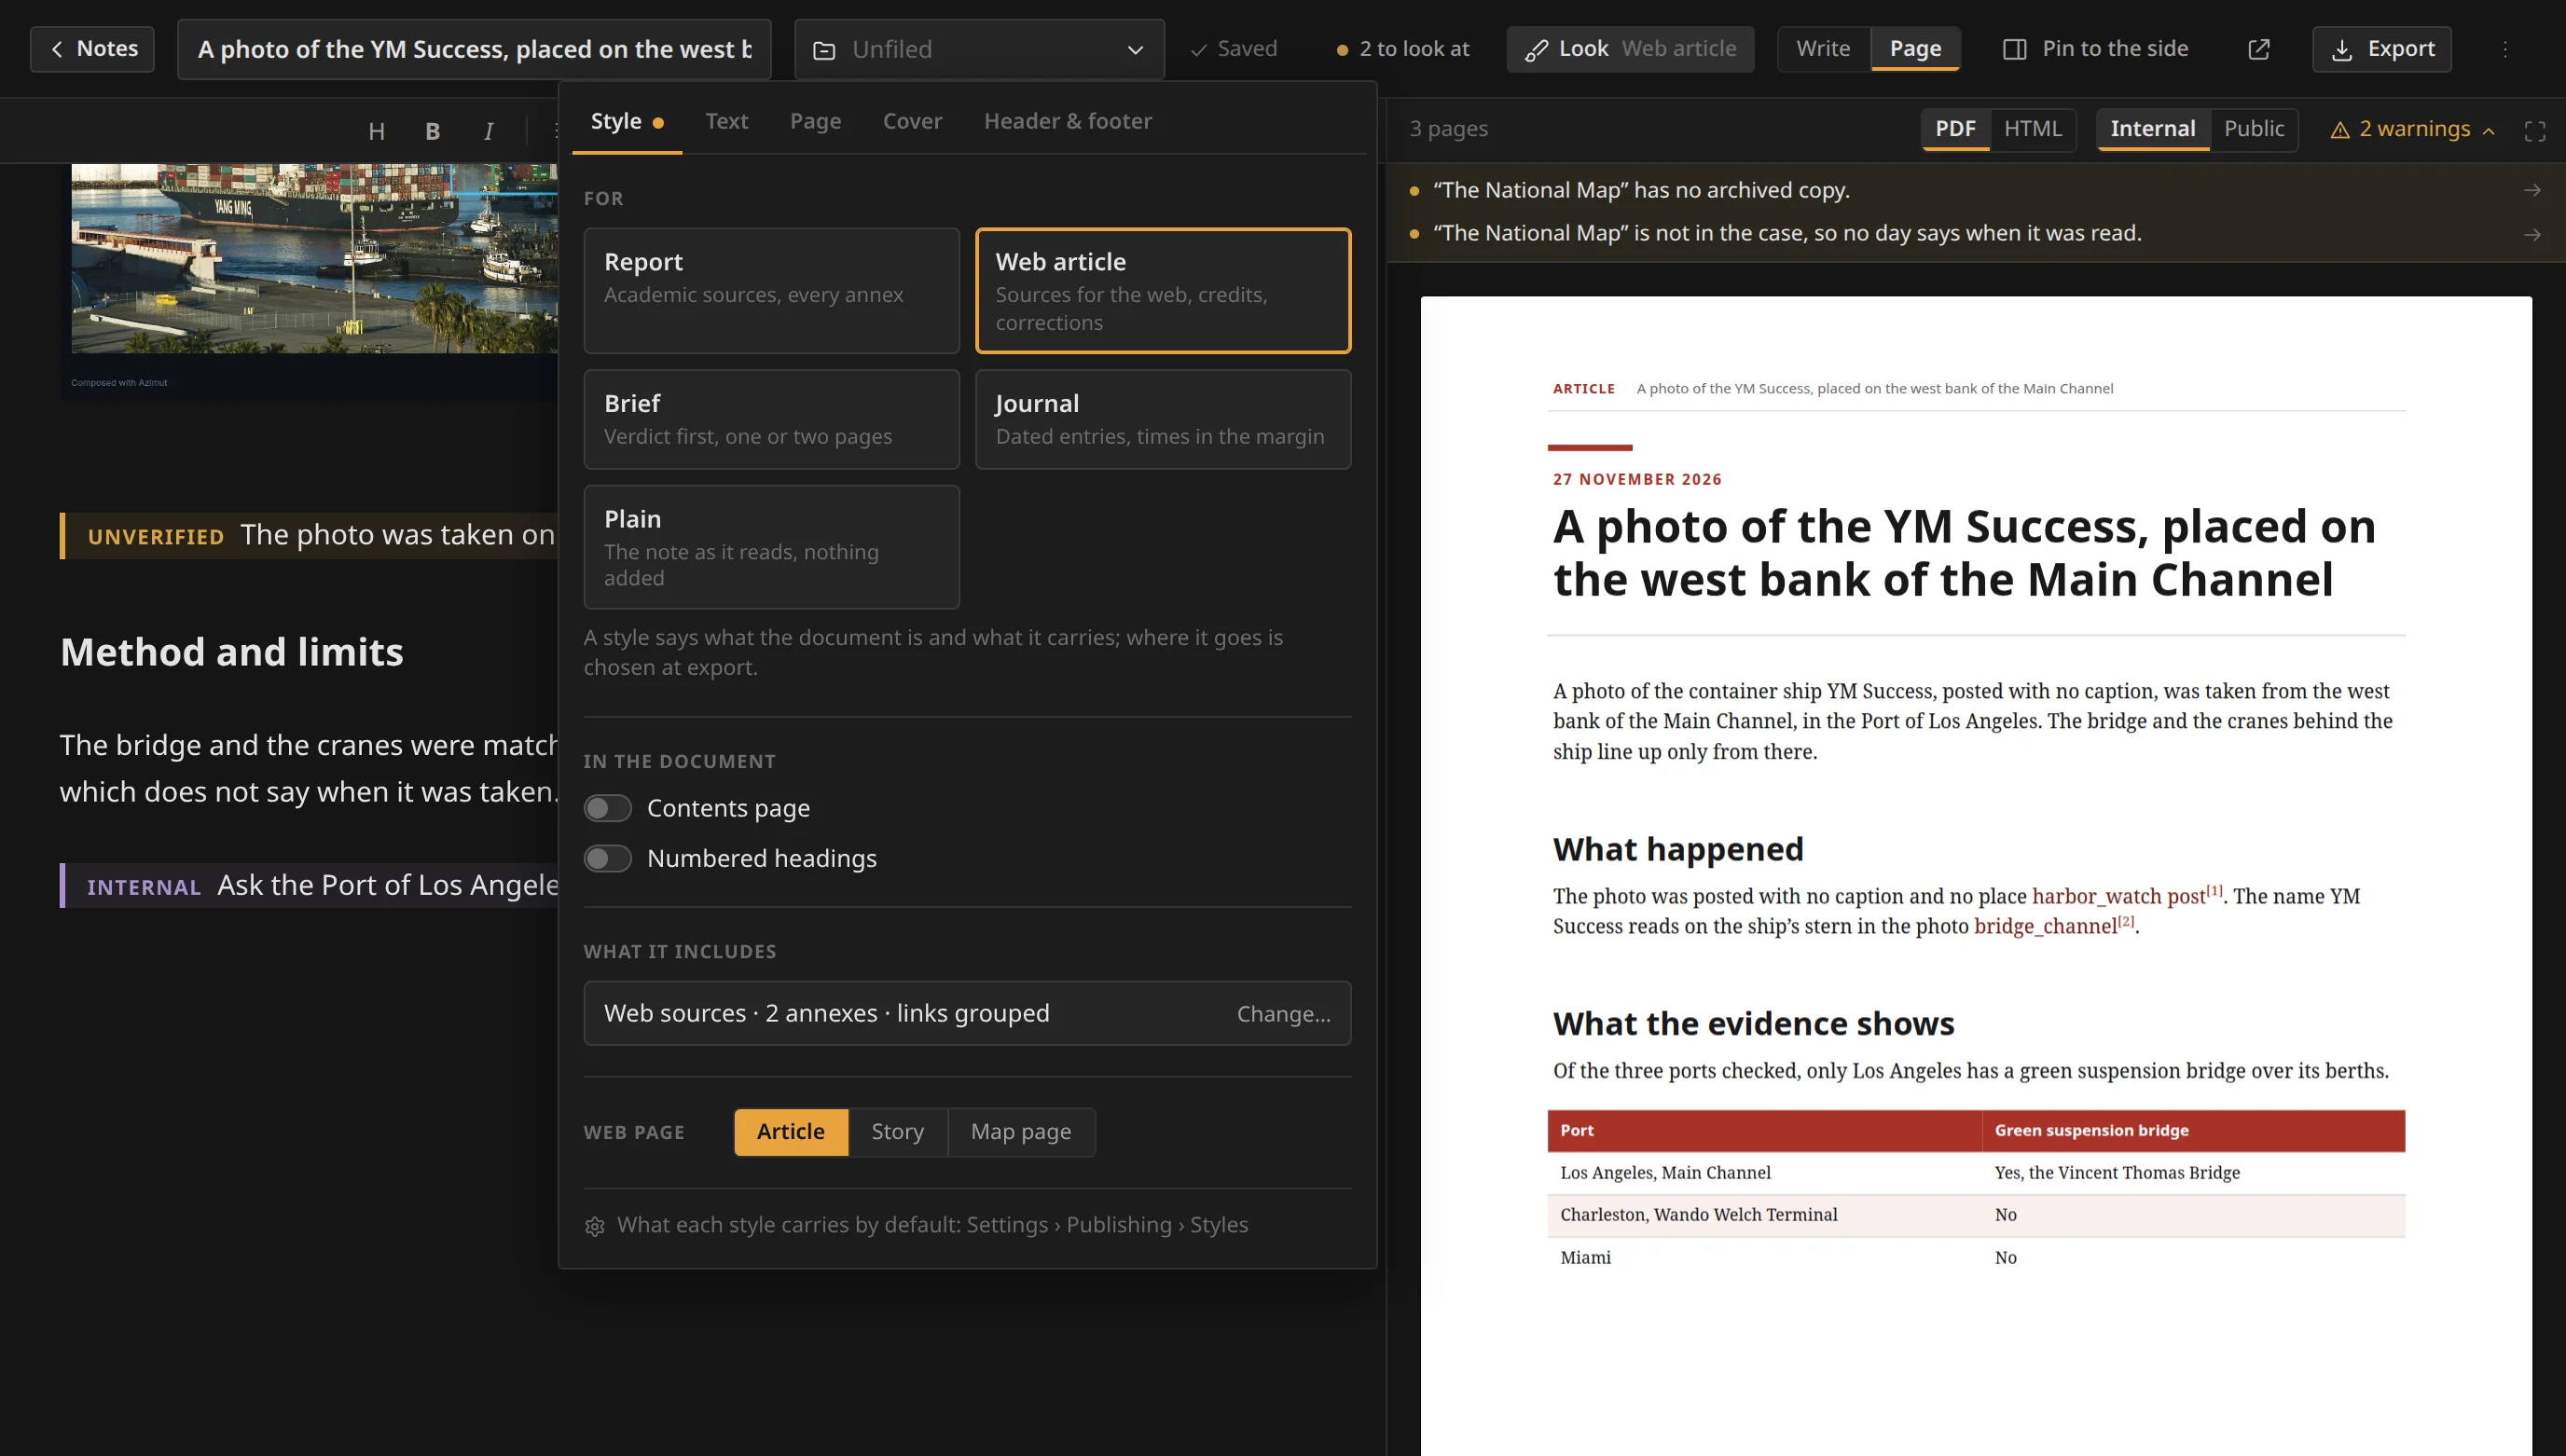 Notes
A photo of the YM Success, placed on the west b
Unfiled
Saved
2 to look at
Look Web article
Write
Page
Pin to the side
Export
H B I
YANG MING
Composed with Azimut
UNVERIFIED The photo was taken on
Method and limits
The bridge and the cranes were match
which does not say when it was taken.
INTERNAL Ask the Port of Los Angele
Style
Text
Page
Cover
Header & footer
FOR
Report
Academic sources, every annex
Web article
Sources for the web, credits,
corrections
Brief
Verdict first, one or two pages
Journal
Dated entries, times in the margin
Plain
The note as it reads, nothing
added
A style says what the document is and what it carries; where it goes is
chosen at export.
IN THE DOCUMENT
Contents page
Numbered headings
WHAT IT INCLUDES
Web sources · 2 annexes · links grouped
Change...
WEB PAGE
Article
Story
Map page
What each style carries by default: Settings › Publishing › Styles
3 pages
PDF
HTML
Internal
Public
2 warnings
“The National Map” has no archived copy.
“The National Map” is not in the case, so no day says when it was read.
ARTICLE A photo of the YM Success, placed on the west bank of the Main Channel
27 NOVEMBER 2026
A photo of the YM Success, placed on
the west bank of the Main Channel
A photo of the container ship YM Success, posted with no caption, was taken from the west
bank of the Main Channel, in the Port of Los Angeles. The bridge and the cranes behind the
ship line up only from there.
What happened
The photo was posted with no caption and no place harbor_watch post[1]. The name YM
Success reads on the ship’s stern in the photo bridge_channel[2].
What the evidence shows
Of the three ports checked, only Los Angeles has a green suspension bridge over its berths.
Port
Green suspension bridge
Los Angeles, Main Channel
Yes, the Vincent Thomas Bridge
Charleston, Wando Welch Terminal
No
Miami
No